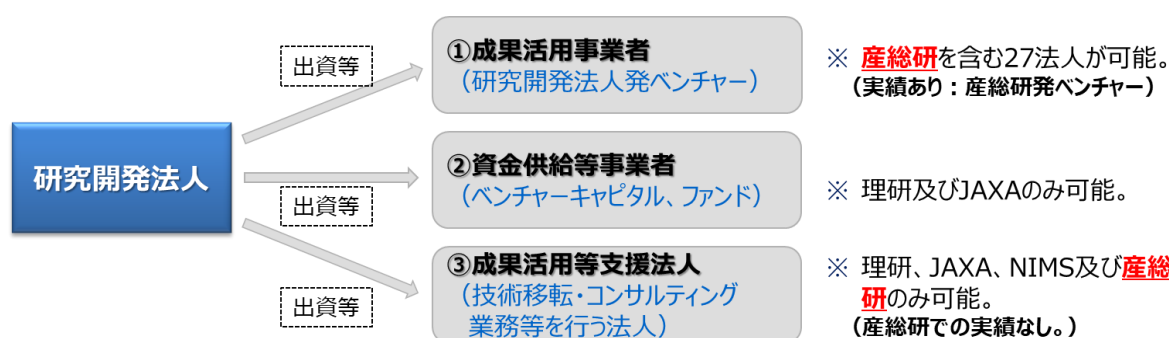 研究開発法人
出資等
①成果活用事業者
(研究開発法人発ベンチャー)
※ 産総研を含む27法人が可能。
(実績あり：産総研発ベンチャー)
出資等
②資金供給等事業者
(ベンチャーキャピタル、ファンド)
※ 理研及びJAXAのみ可能。
出資等
③成果活用等支援法人
(技術移転・コンサルティング
業務等を行う法人)
※ 理研、JAXA、NIMS及び産総
研のみ可能。
(産総研での実績なし。)